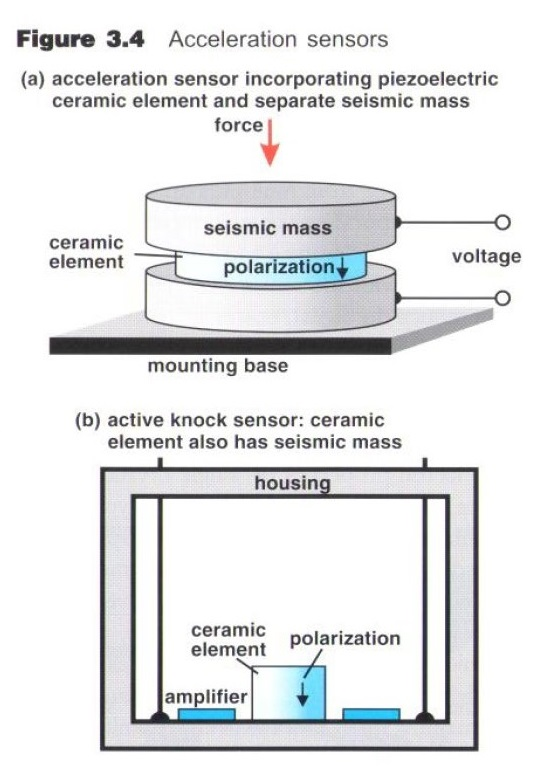 Figure 3.4 Acceleration sensors
(a) acceleration sensor incorporating piezoelectric
ceramic element and separate seismic mass
force
seismic mass
ceramic
element
polarization
voltage
mounting base
(b) active knock sensor: ceramic
element also has seismic mass
housing
ceramic
element
polarization
amplifier